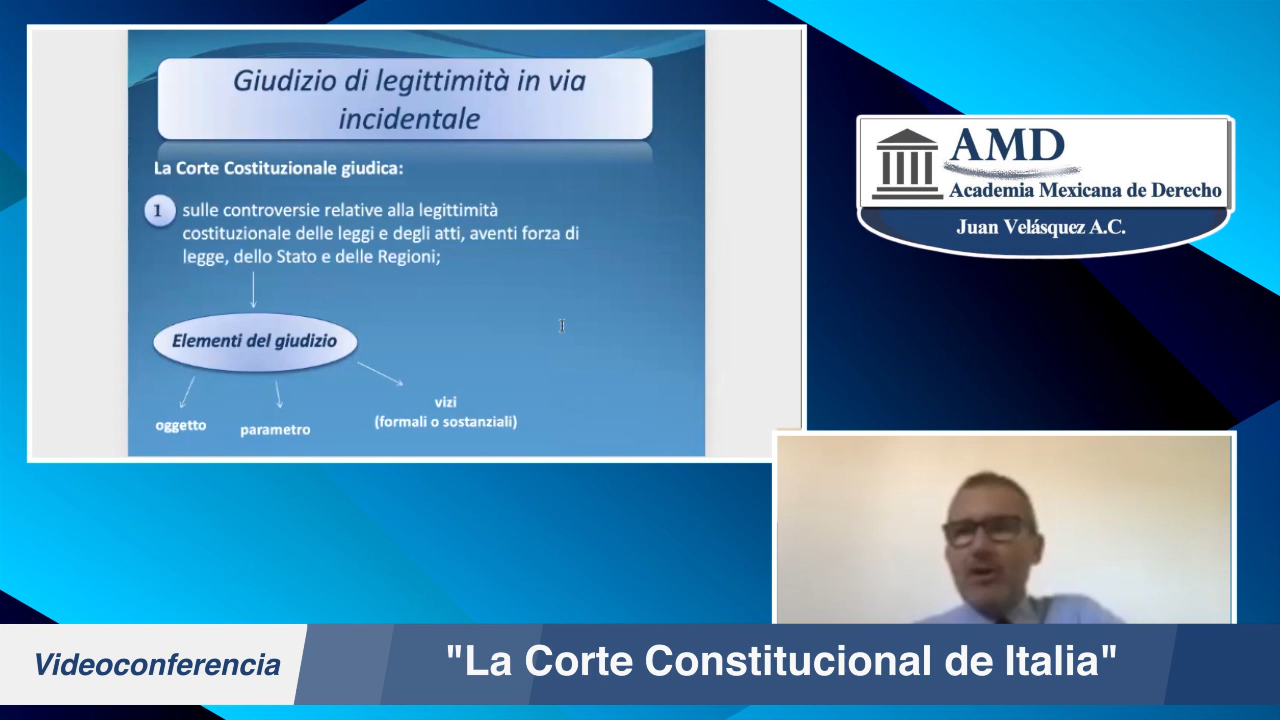 Giudizio di legittimità in via
incidentale
La Corte Costituzionale giudica:
1 sulle controversie relative alla legittimità
costituzionale delle leggi e degli atti, aventi forza di
legge, dello Stato e delle Regioni;
Elementi del giudizio
oggetto
parametro
vizi
(formali o sostanziali)
AMD
Academia Mexicana de Derecho
Juan Velásquez A.C.
Videoconferencia
"La Corte Constitucional de Italia"